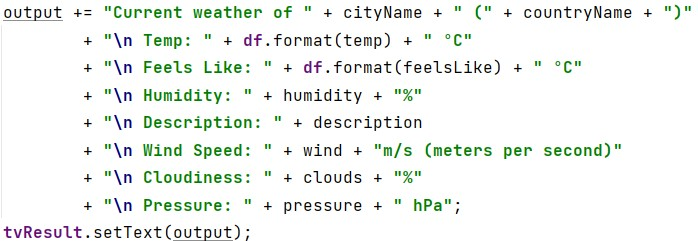 output += "Current weather of " + cityName + " (" + countryName + ")"
+ "\n Temp: " + df.format(temp) + " °C"
+ "\n Feels Like: " + df.format(feelsLike) + " °C"
+ "\n Humidity: " + humidity + "%"
+ "\n Description: " + description
+ "\n Wind Speed: " + wind + "m/s (meters per second)"
+ "\n Cloudiness: " + clouds + "%"
+ "\n Pressure: " + pressure + " hPa";
tvResult.setText(output);